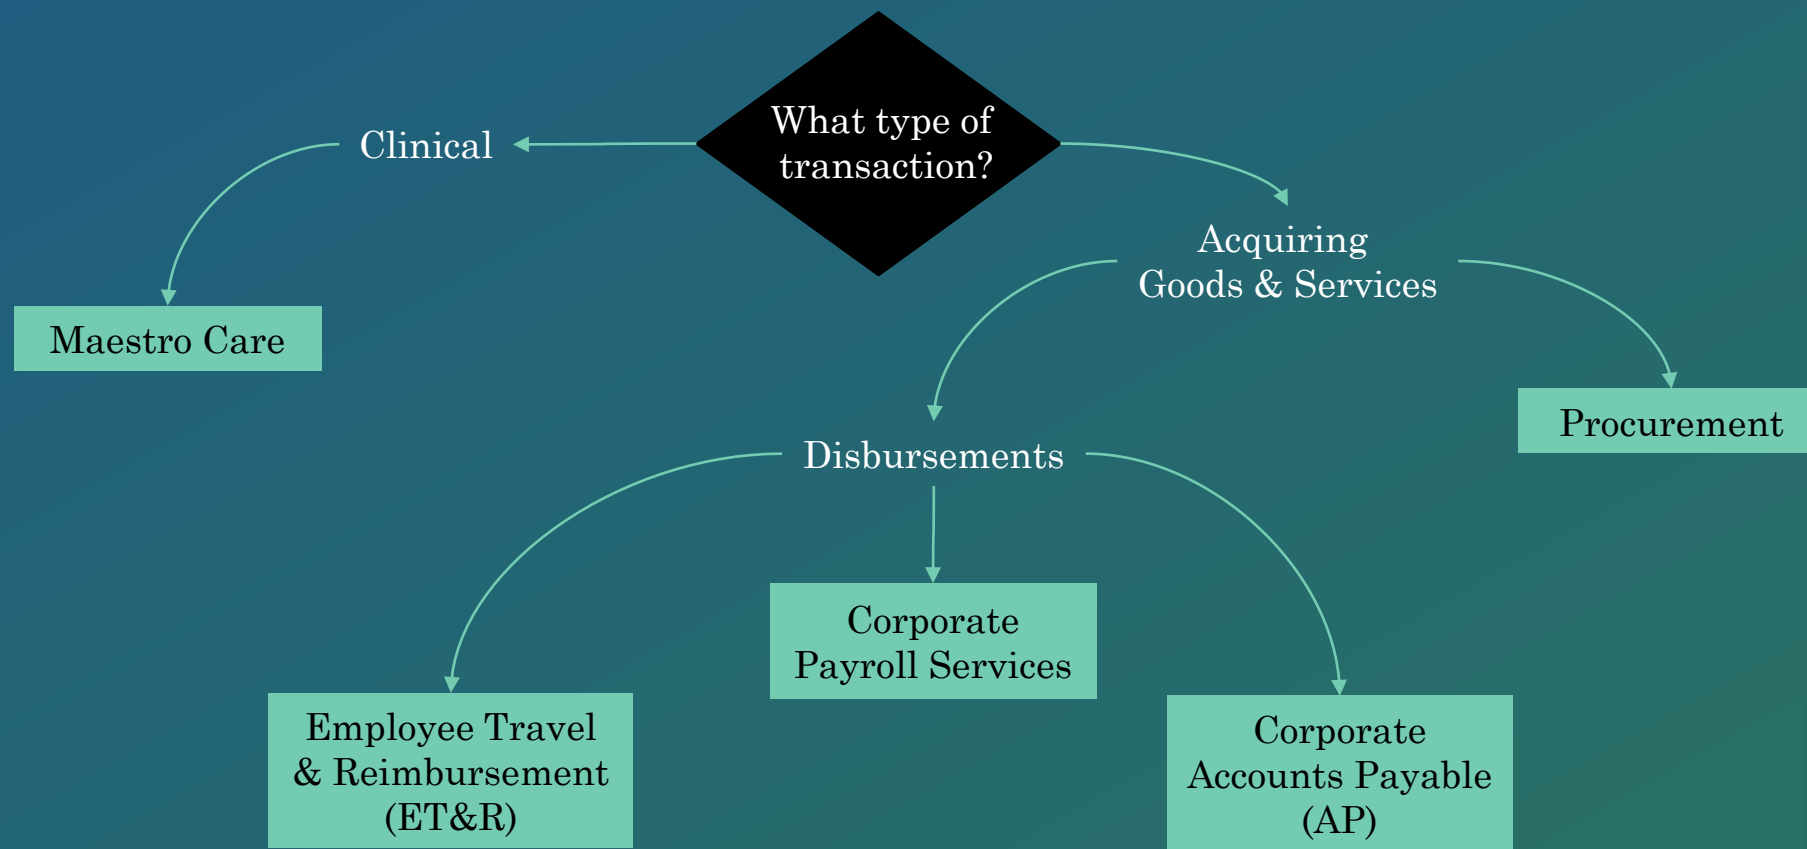 What type of
transaction?
Clinical
Acquiring
Goods & Services
Maestro Care
Procurement
Disbursements
Corporate
Payroll Services
Employee Travel
& Reimbursement
(ET&R)
Corporate
Accounts Payable
(AP)